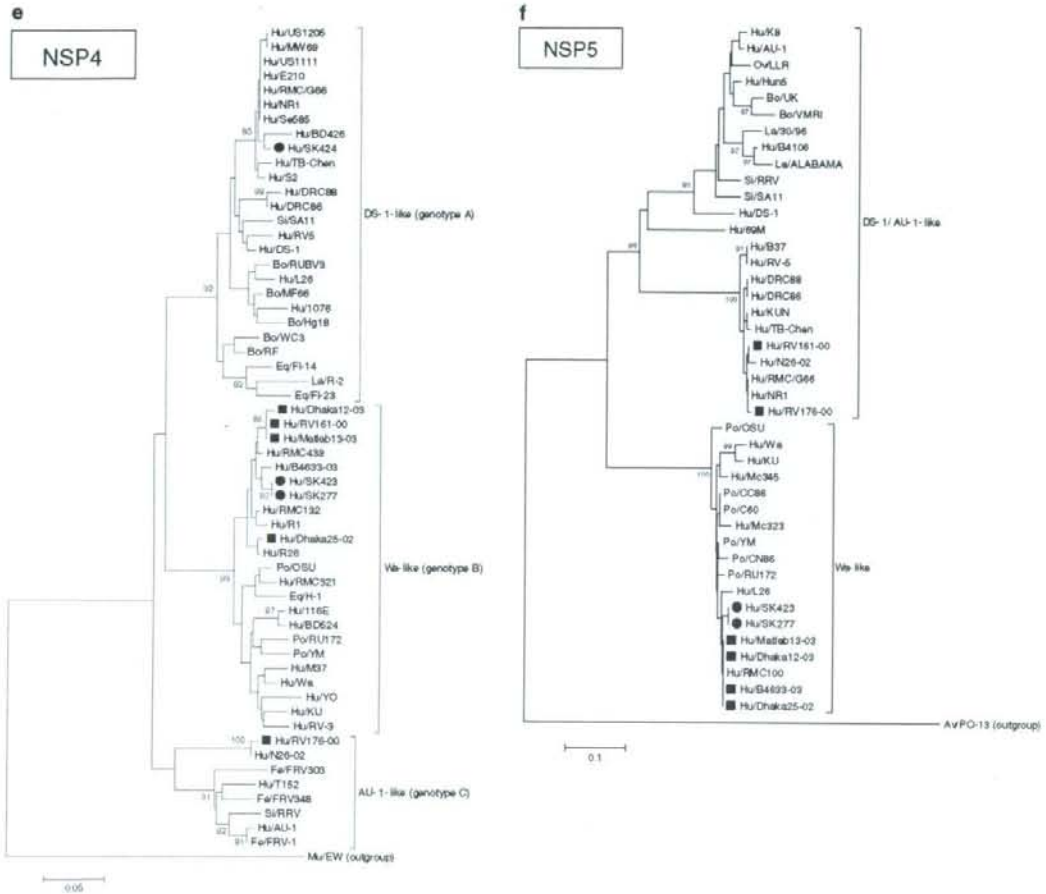 e
NSP4
Hu/US1205
Hu/MW69
Hu/US1111
Hu/E210
Hu/RMC/G66
Hu/NR1
Hu/Se585
Hu/BD426
85
Hu/SK424
Hu/TB-Chen
Hu/S2
99
Hu/DRC88
Hu/DRC86
Si/SA11
Hu/RV5
Hu/DS-1
Bo/RUBV3
Hu/L26
Bo/MF66
Hu/1076
Bo/Hg18
Bo/WC3
Bo/RF
Eq/FI-14
La/R-2
Eq/FI-23
DS-1-like (genotype A)
Hu/Dhaka12-03
Hu/RV161-00
Hu/Matlab13-03
Hu/RMC439
Hu/B4633-03
Hu/SK423
Hu/SK277
Hu/RMC132
Hu/R1
Hu/Dhaka25-02
Hu/R26
Po/OSU
Hu/RMC321
Eq/H-1
97
Hu/116E
Hu/BD524
Po/RU172
Po/YM
Hu/M37
Hu/Wa
Hu/YO
Hu/KU
Hu/RV-3
Wa-like (genotype B)
100
Hu/RV176-00
Hu/N26-02
Fe/FRV303
Hu/T152
Fe/FRV348
Si/RRV
Hu/AU-1
Fe/FRV-1
AU-1-like (genotype C)
Mu/EW (outgroup)
0.05
f
NSP5
Hu/K8
Hu/AU-1
Ov/LLR
Hu/Hun5
Bo/UK
Bo/VMRI
La/30/96
Hu/B4106
La/ALABAMA
Si/RRV
Si/SA11
Hu/DS-1
Hu/69M
91
Hu/B37
Hu/RV-5
Hu/DRC88
100
Hu/DRC86
Hu/KUN
Hu/TB-Chen
Hu/RV161-00
Hu/N26-02
Hu/RMC/G66
Hu/NR1
Hu/RV176-00
DS-1/ AU-1-like
Po/OSU
99
Hu/Wa
Hu/KU
100
Hu/Mc345
Po/CC86
Po/C60
Hu/Mc323
Po/YM
Po/CN86
Po/RU172
Hu/L26
Hu/SK423
Hu/SK277
Hu/Matlab13-03
Hu/Dhaka12-03
Hu/RMC100
Hu/B4633-03
Hu/Dhaka25-02
Wa-like
Av/PO-13 (outgroup)
0.1